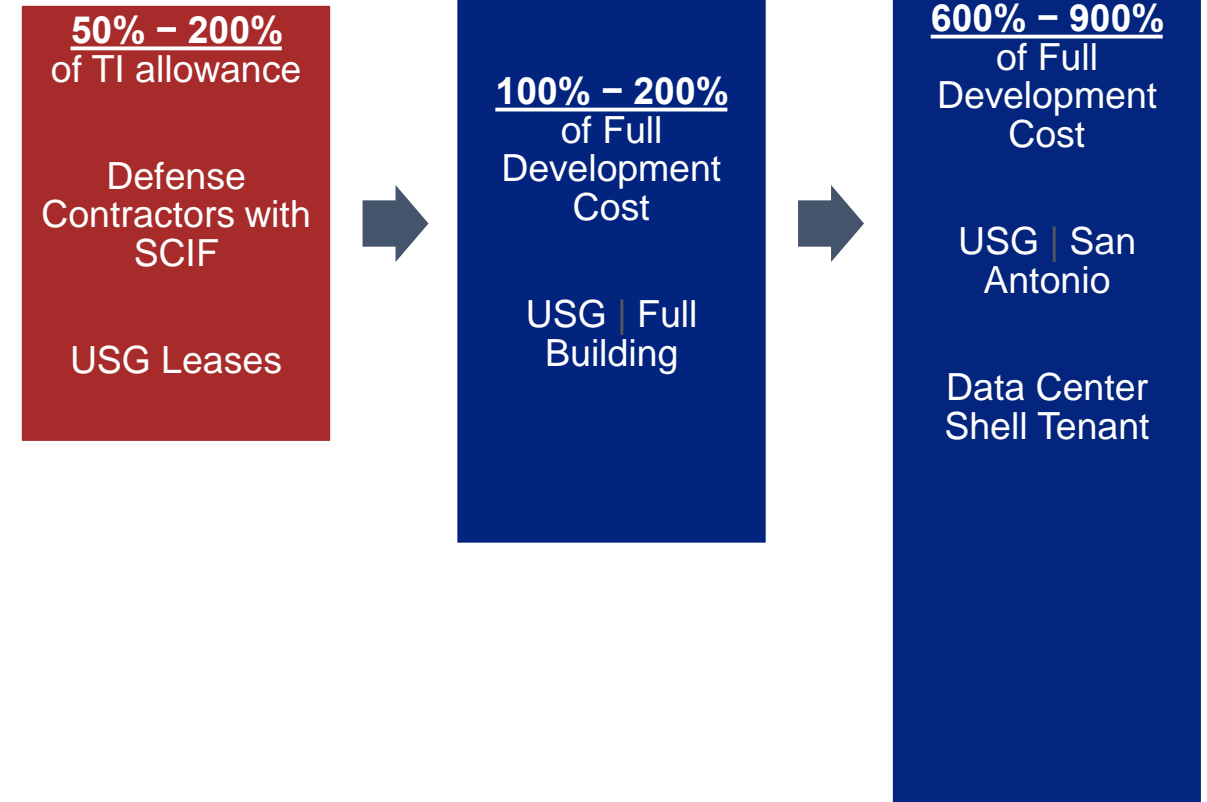 50% − 200%
of TI allowance
Defense
Contractors with
SCIF
USG Leases
100% − 200%
of Full
Development
Cost
USG | Full
Building
600% − 900%
of Full
Development
Cost
USG | San
Antonio
Data Center
Shell Tenant